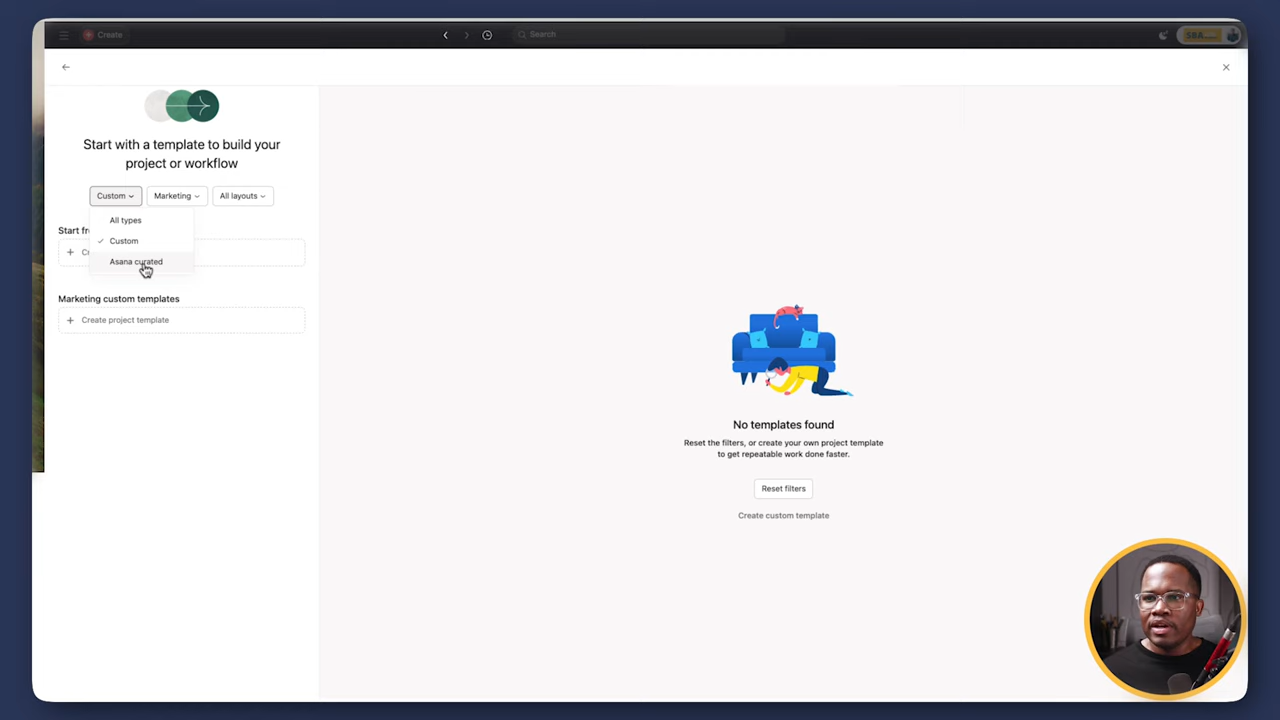 Create
Search
SBA
Start with a template to build your
project or workflow
Custom
Marketing
All layouts
All types
Start fr
Custom
+ Cr
Asana curated
Marketing custom templates
+ Create project template
No templates found
Reset the filters, or create your own project template
to get repeatable work done faster.
Reset filters
Create custom template